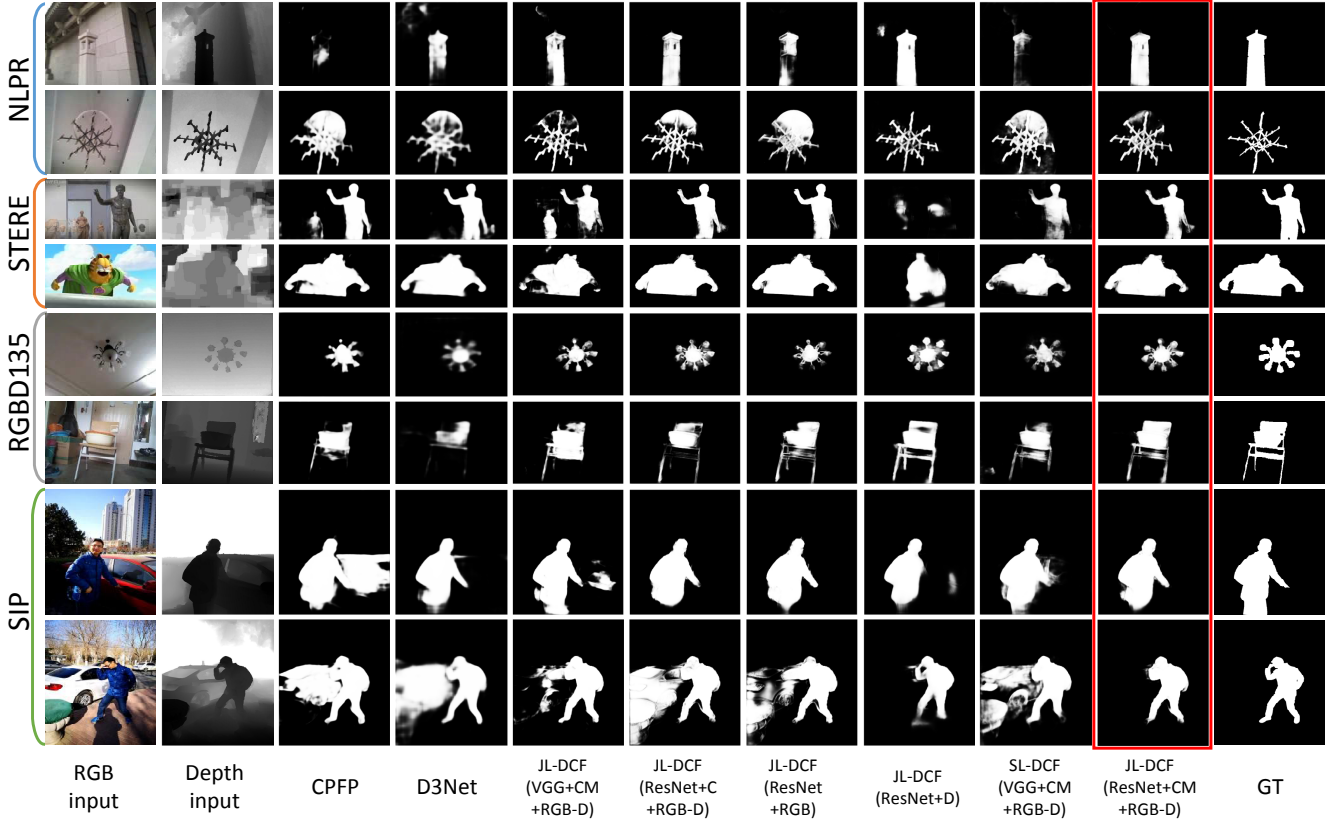 NLPR
STERE
RGBD135
SIP
RGB
input
Depth
input
CPFP
D3Net
JL-DCF
(VGG+CM
+RGB-D)
JL-DCF
(ResNet+C
+RGB-D)
JL-DCF
(ResNet
+RGB)
JL-DCF
(ResNet+D)
SL-DCF
(VGG+CM
+RGB-D)
JL-DCF
(ResNet+CM
+RGB-D)
GT